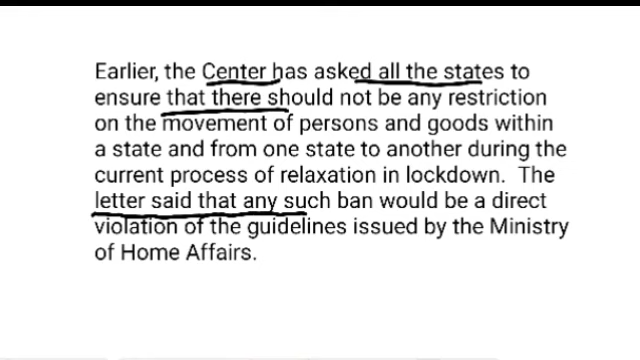 Earlier, the Center has asked all the states to
ensure that there should not be any restriction
on the movement of persons and goods within
a state and from one state to another during the
current process of relaxation in lockdown.  The
letter said that any such ban would be a direct
violation of the guidelines issued by the Ministry
of Home Affairs.